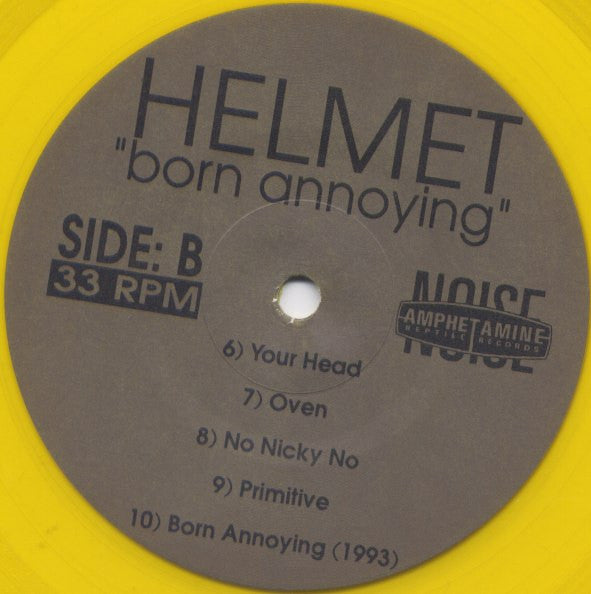 HELMET
"born annoying"
SIDE: B
33 RPM
NOISE
AMPHETAMINE
REPTILE RECORDS
NOISE
6) Your Head
7) Oven
8) No Nicky No
9) Primitive
10) Born Annoying (1993)